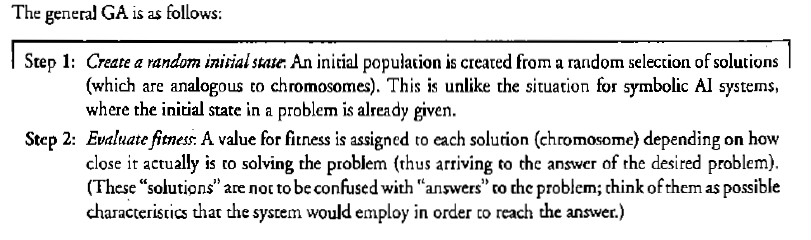 The general GA is as follows:
Step 1: Create a random initial state: An initial population is created from a random selection of solutions
(which are analogous to chromosomes). This is unlike the situation for symbolic AI systems,
where the initial state in a problem is already given.
Step 2: Evaluate fitness: A value for fitness is assigned to each solution (chromosome) depending on how
close it actually is to solving the problem (thus arriving to the answer of the desired problem).
(These “solutions” are not to be confused with “answers” to the problem; think of them as possible
characteristics that the system would employ in order to reach the answer.)